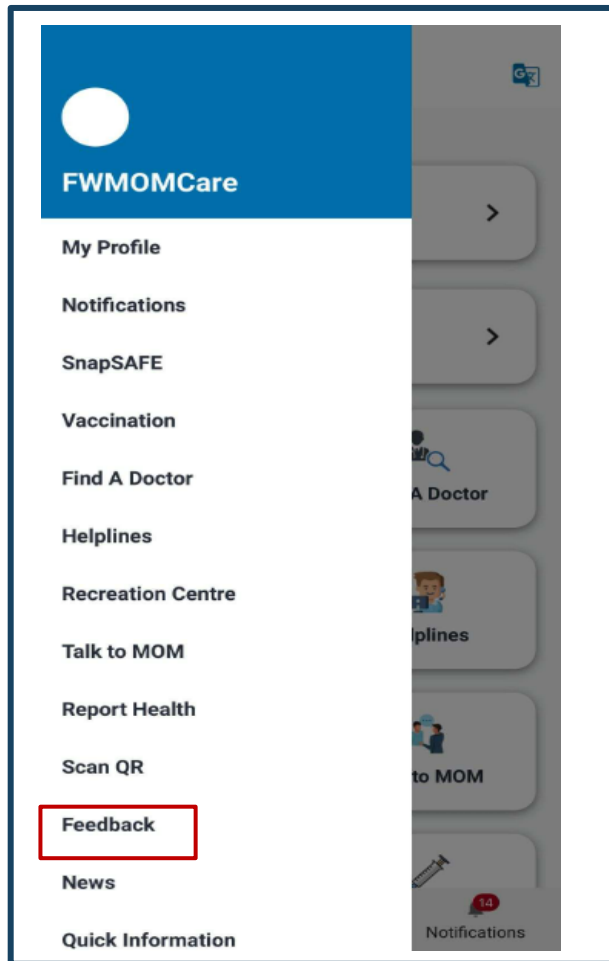 FWMOMCare
My Profile
Notifications
SnapSAFE
Vaccination
Find A Doctor
Helplines
Recreation Centre
Talk to MOM
Report Health
Scan QR
Feedback
News
Quick Information
A Doctor
lplines
to MOM
14
Notifications